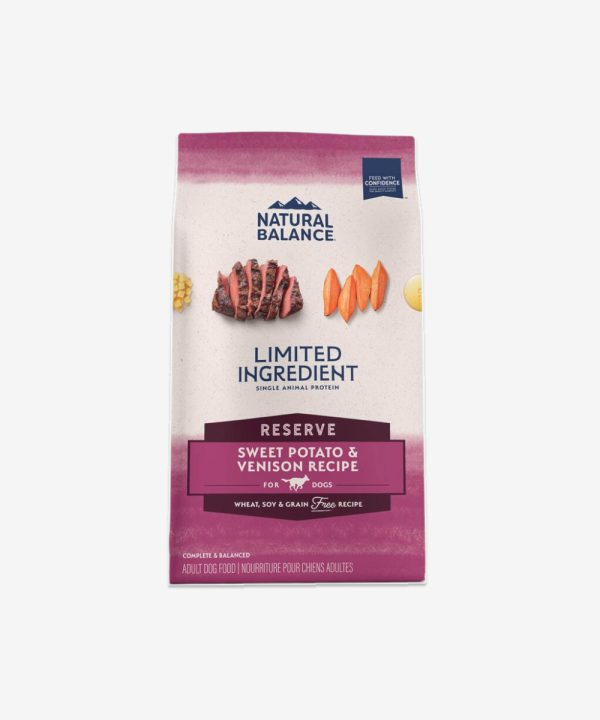 FEED WITH
CONFIDENCE
NATURAL
BALANCE
LIMITED
INGREDIENT
SINGLE ANIMAL PROTEIN
RESERVE
SWEET POTATO &
VENISON RECIPE
FOR DOGS
WHEAT, SOY & GRAIN Free RECIPE
COMPLETE & BALANCED
ADULT DOG FOOD | NOURRITURE POUR CHIENS ADULTES